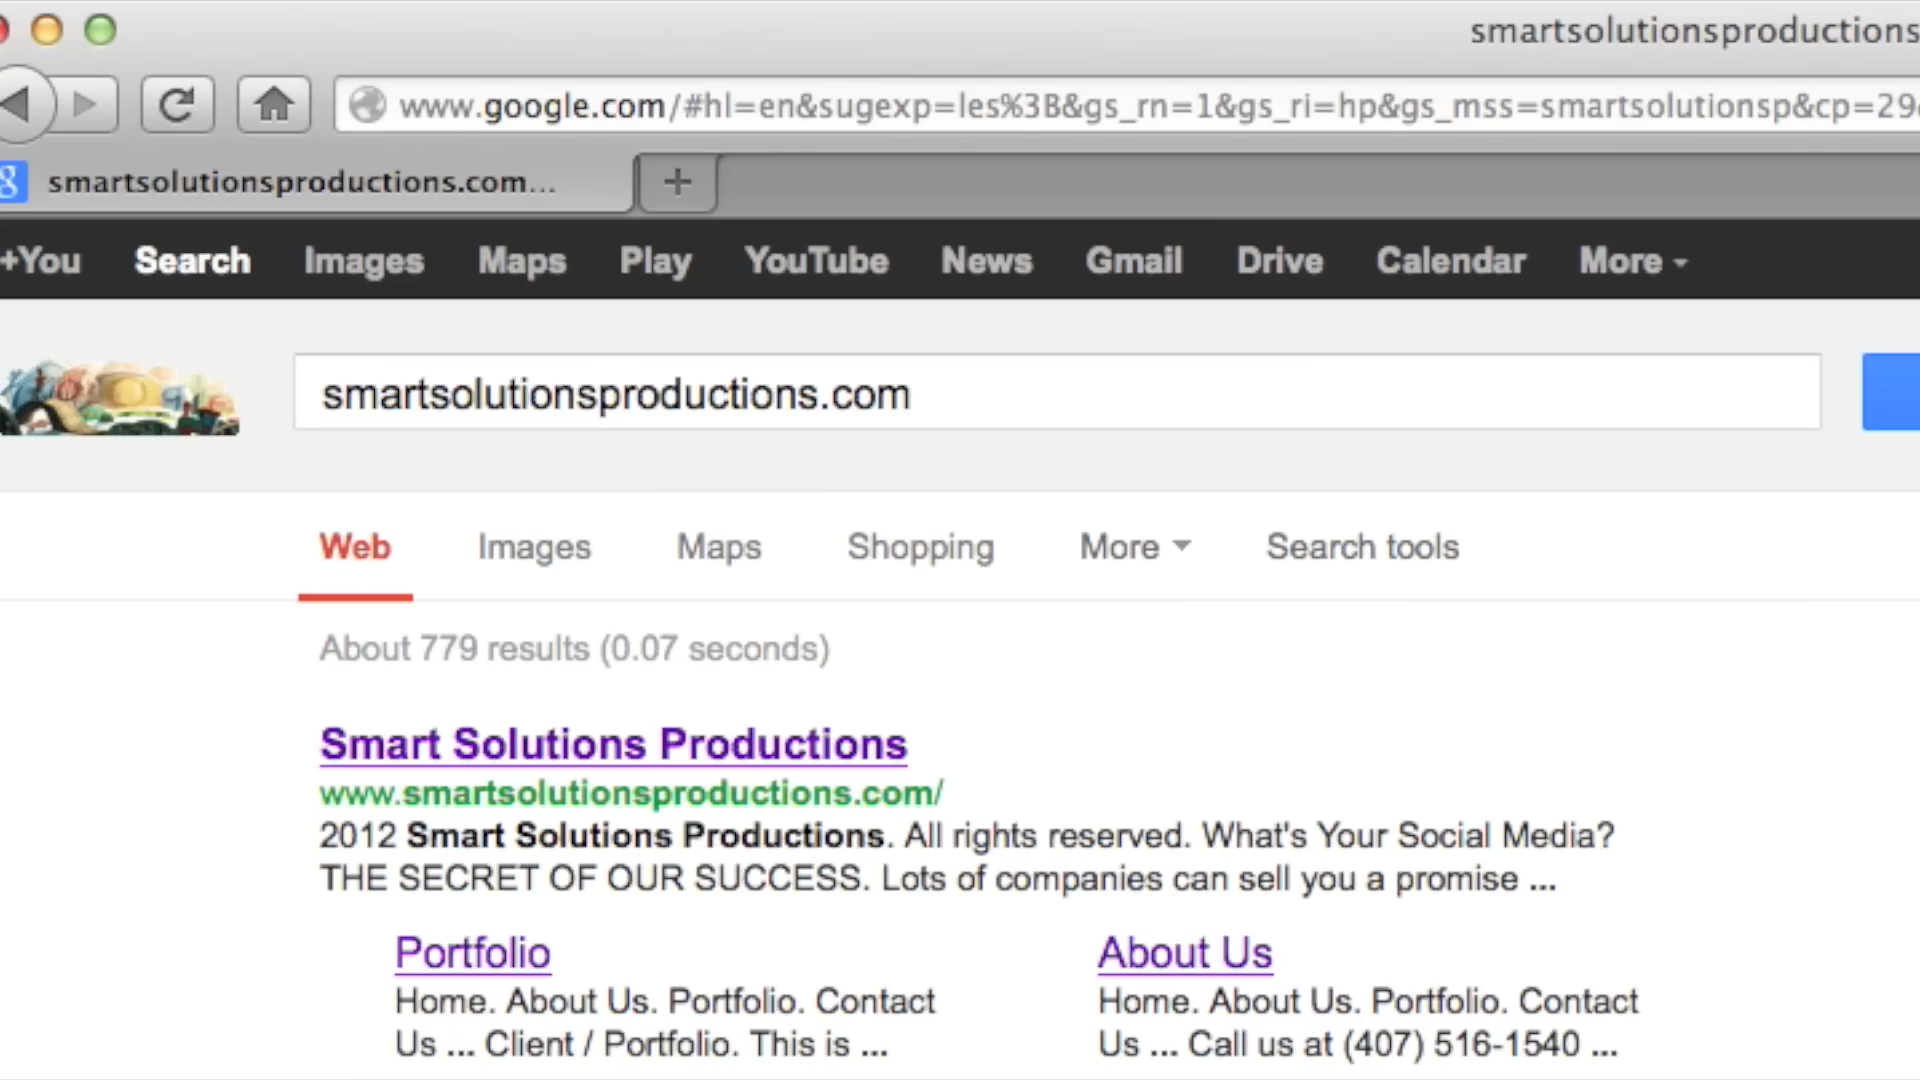 smartsolutionsproductions
www.google.com/#hl=en&sugexp=les%3B&gs_rn=1&gs_ri=hp&gs_mss=smartsolutionsp&cp=29
8 smartsolutionsproductions.com... +
+You Search Images Maps Play YouTube News Gmail Drive Calendar More
smartsolutionsproductions.com
Web Images Maps Shopping More Search tools
About 779 results (0.07 seconds)
Smart Solutions Productions
www.smartsolutionsproductions.com/
2012 Smart Solutions Productions. All rights reserved. What's Your Social Media?
THE SECRET OF OUR SUCCESS. Lots of companies can sell you a promise ...
Portfolio
Home. About Us. Portfolio. Contact
Us ... Client / Portfolio. This is ...
About Us
Home. About Us. Portfolio. Contact
Us ... Call us at (407) 516-1540 ...